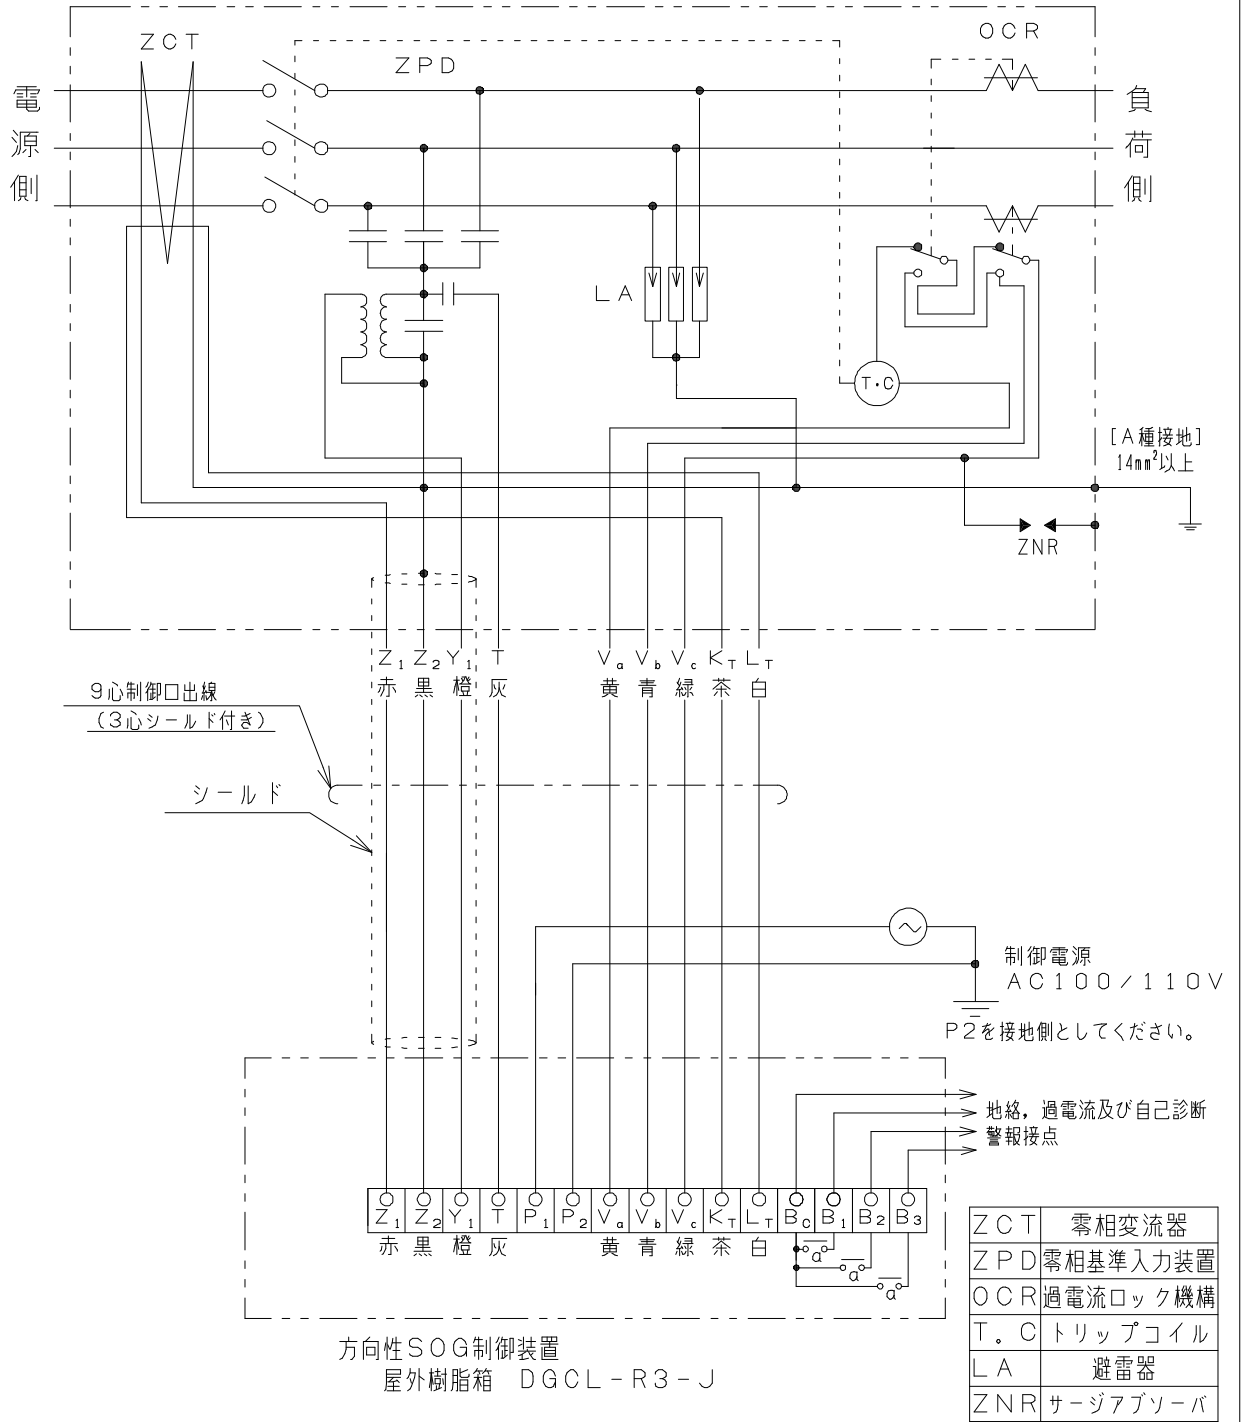 ZCT
OCR
ZPD
電源側
負荷側
LA
T・C
[A種接地]
14mm²以上
ZNR
Z₁ Z₂ Y₁ T Va Vb Vc KT LT
赤 黒 橙 灰 黄 青 緑 茶 白
9心制御口出線
(3心シールド付き)
シールド
制御電源
AC100/110V
P2を接地側としてください。
地絡,過電流及び自己診断
警報接点
Z₁ Z₂ Y₁ T P₁ P₂ Va Vb Vc KT LT BC B₁ B₂ B₃
赤 黒 橙 灰 黄 青 緑 茶 白
a
a
a
方向性SOG制御装置
屋外樹脂箱 DGCL-R3-J
ZCT 零相変流器
ZPD 零相基準入力装置
OCR 過電流ロック機構
T。C トリップコイル
LA 避雷器
ZNR サージアブソーバ